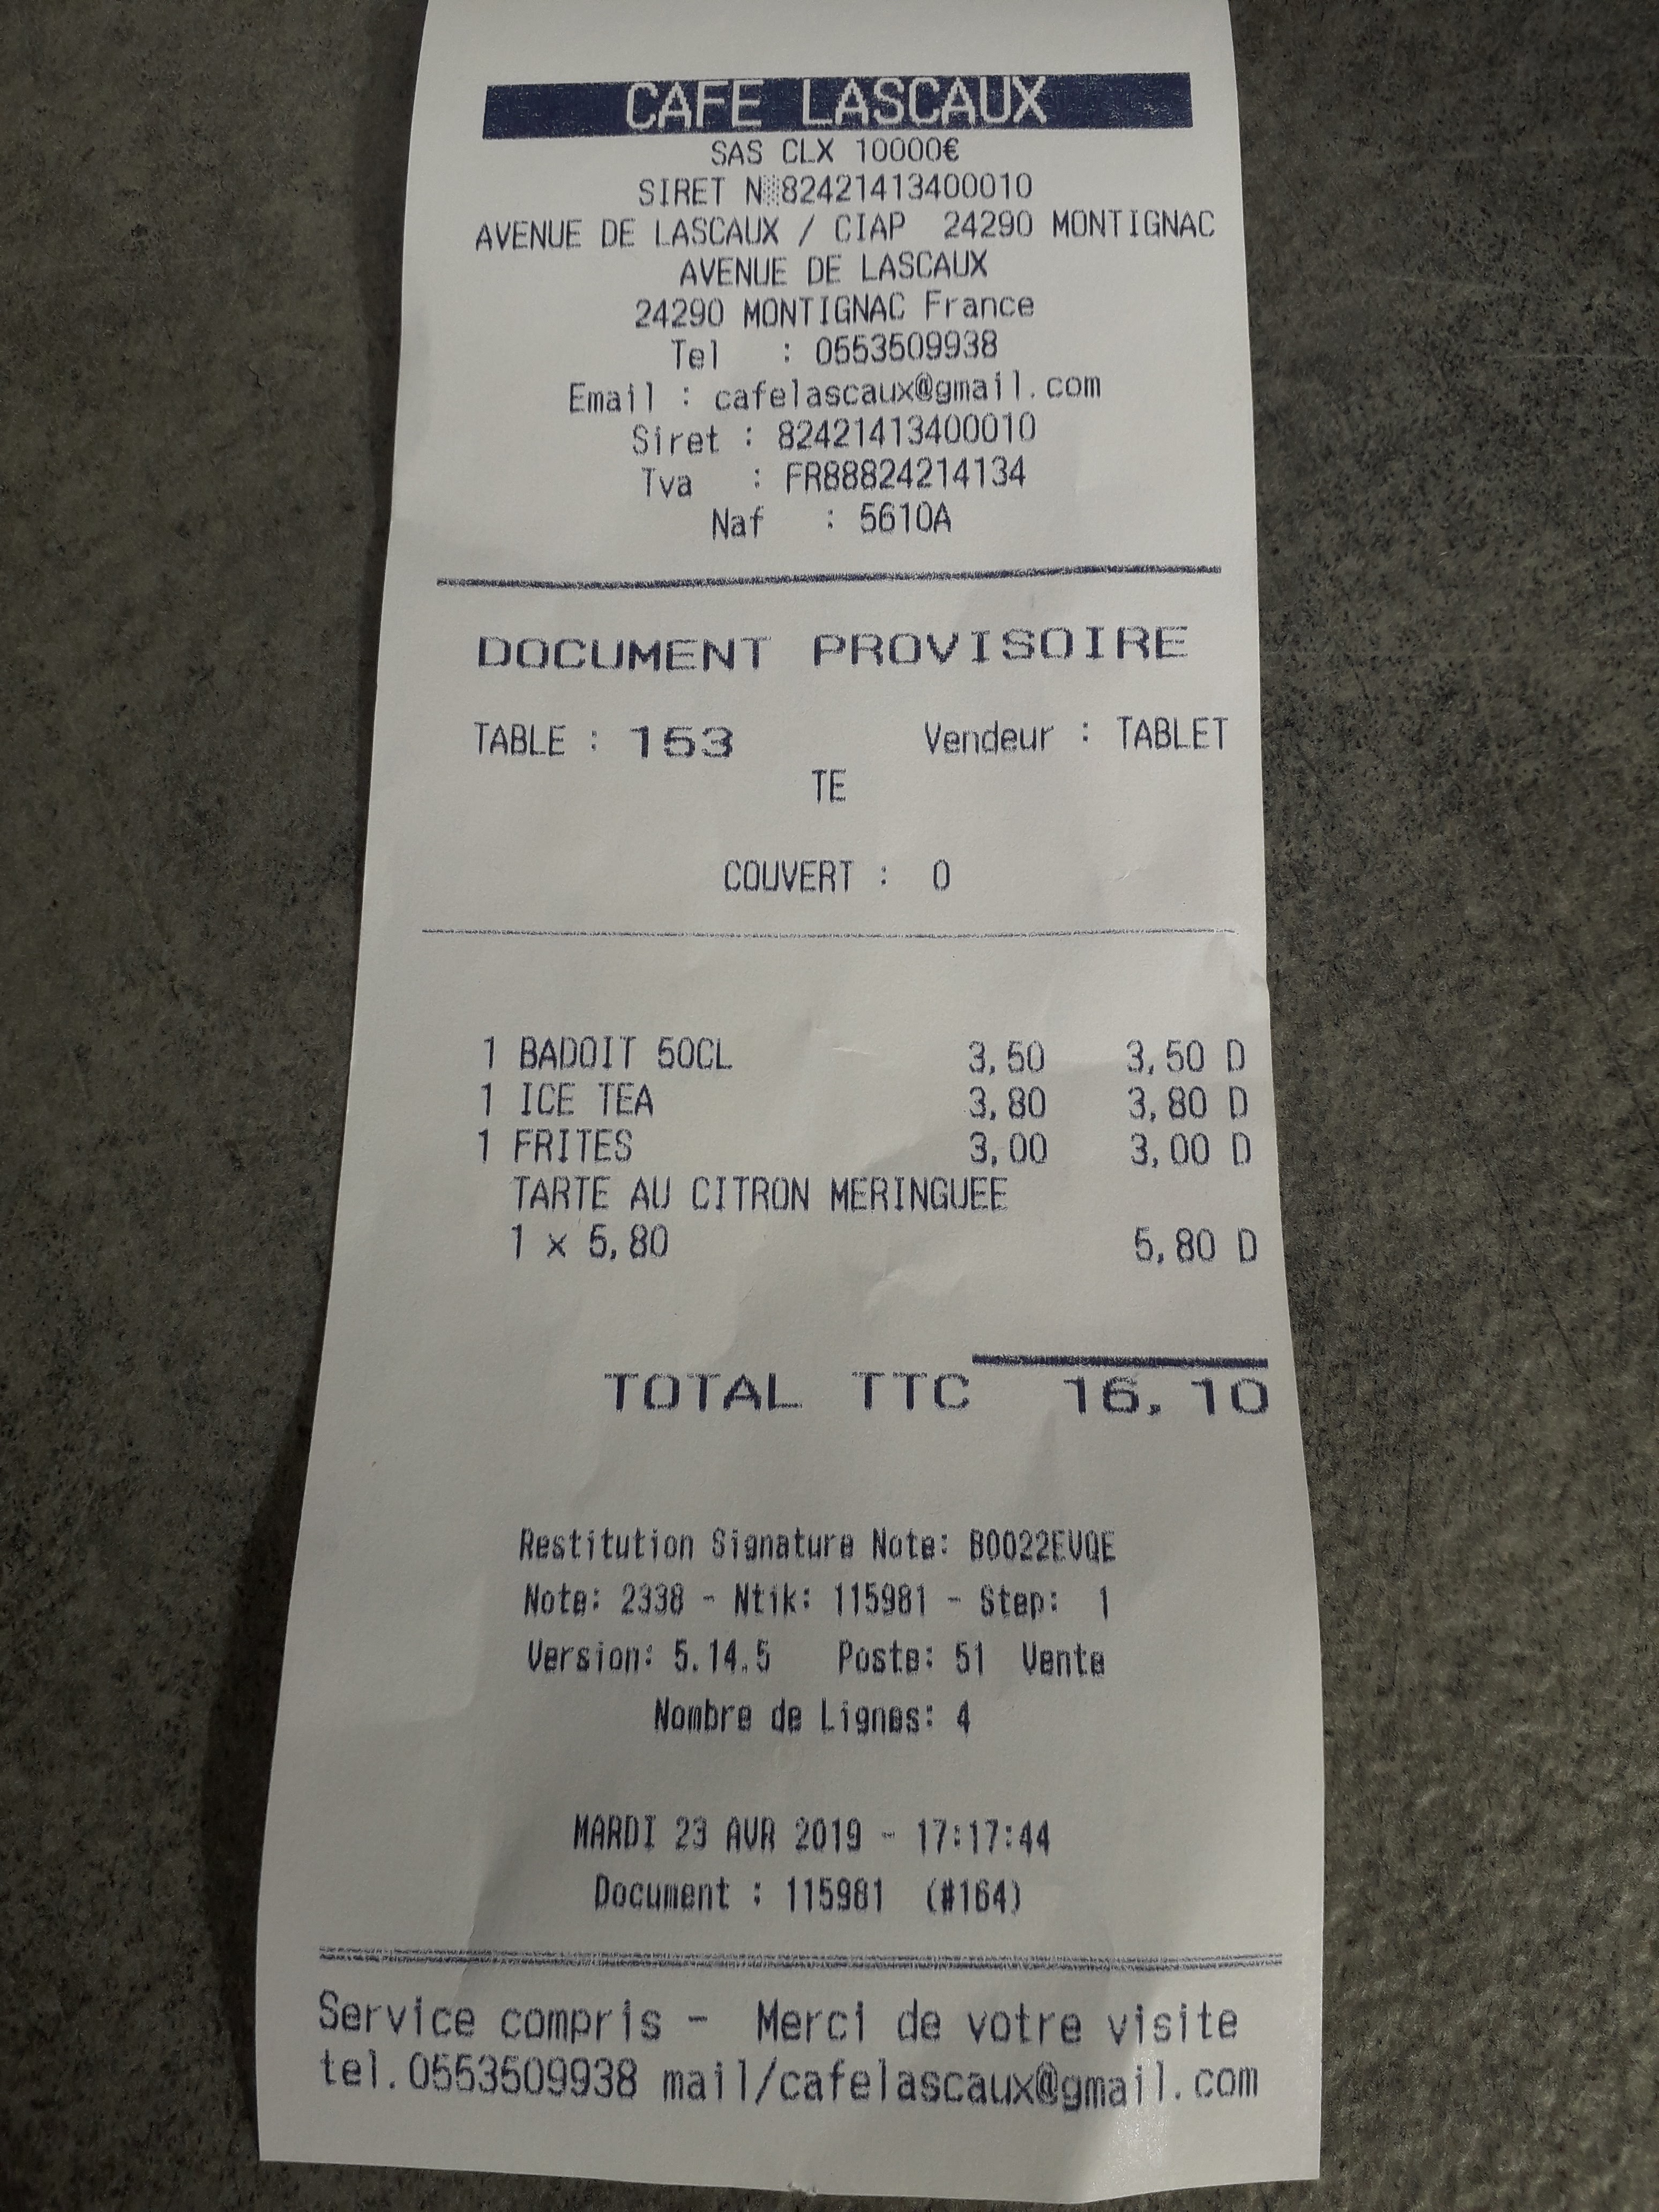 CAFE LASCAUX
SAS CLX 10000€
SIRET N░82421413400010
AVENUE DE LASCAUX / CIAP 24290 MONTIGNAC
AVENUE DE LASCAUX
24290 MONTIGNAC France
Tel : 0553509938
Email : cafelascaux@gmail.com
Siret : 82421413400010
Tva : FR88824214134
Naf : 5610A
DOCUMENT PROVISOIRE
TABLE : 153 Vendeur : TABLET
TE
COUVERT : 0
1 BADOIT 50CL 3,50 3,50 D
1 ICE TEA 3,80 3,80 D
1 FRITES 3,00 3,00 D
TARTE AU CITRON MERINGUEE
1 x 5,80 5,80 D
TOTAL TTC 16,10
Restitution Signature Note: B0022EVQE
Note: 2338 - Ntik: 115981 - Step: 1
Version: 5.14.5 Poste: 51 Vente
Nombre de Lignes: 4
MARDI 23 AVR 2019 - 17:17:44
Document : 115981 (#164)
Service compris - Merci de votre visite
tel.0553509938 mail/cafelascaux@gmail.com